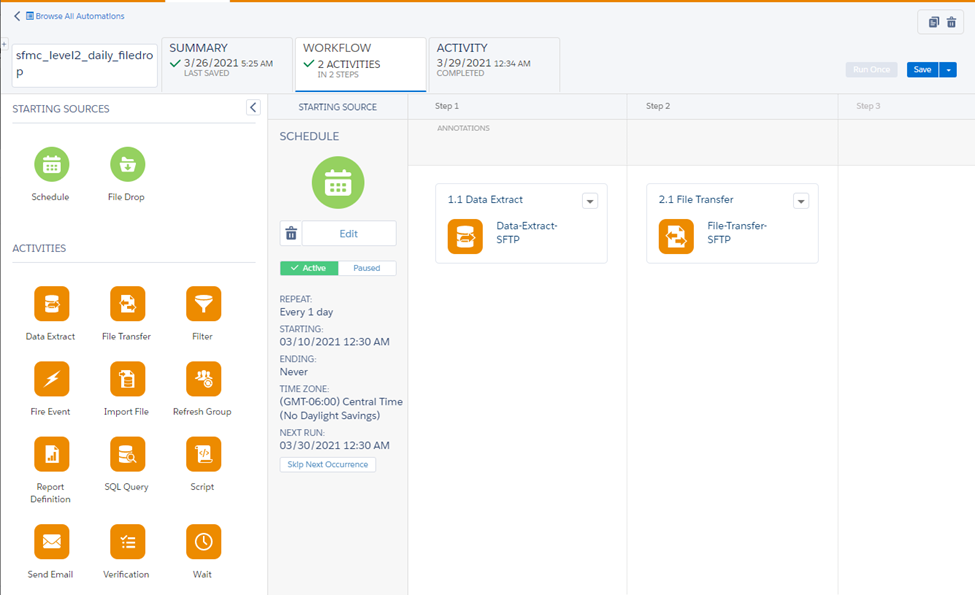 Browse All Automations
sfmc_level2_daily_filedro
p
SUMMARY
3/26/2021 5:25 AM
LAST SAVED
WORKFLOW
2 ACTIVITIES
IN 2 STEPS
ACTIVITY
3/29/2021 12:34 AM
COMPLETED
Run Once
Save
STARTING SOURCES
Schedule
File Drop
ACTIVITIES
Data Extract
File Transfer
Filter
Fire Event
Import File
Refresh Group
Report
Definition
SQL Query
Script
Send Email
Verification
Wait
STARTING SOURCE
SCHEDULE
Edit
Active
Paused
REPEAT:
Every 1 day
STARTING:
03/10/2021 12:30 AM
ENDING:
Never
TIME ZONE:
(GMT-06:00) Central Time
(No Daylight Savings)
NEXT RUN:
03/30/2021 12:30 AM
Skip Next Occurrence
Step 1
ANNOTATIONS
1.1 Data Extract
Data-Extract-
SFTP
Step 2
2.1 File Transfer
File-Transfer-
SFTP
Step 3